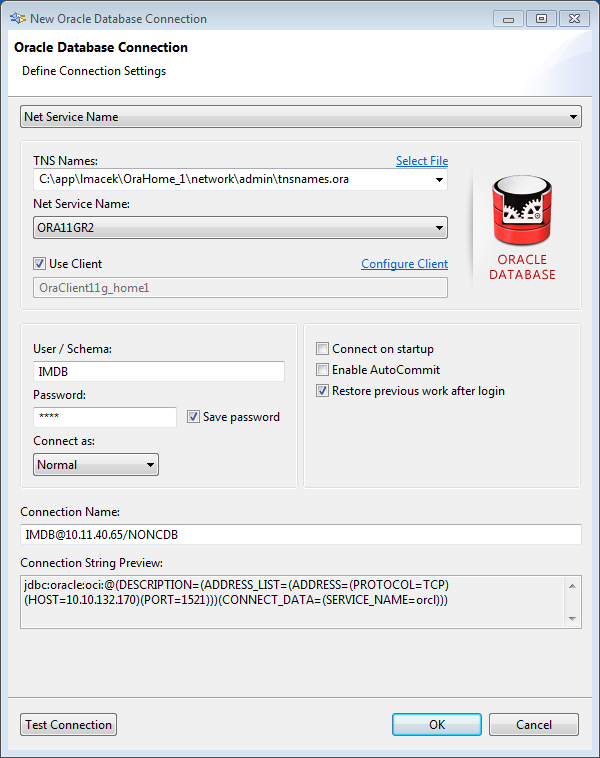 New Oracle Database Connection
Oracle Database Connection
Define Connection Settings
Net Service Name
TNS Names:
Select File
C:\app\lmacek\OraHome_1\network\admin\tnsnames.ora
Net Service Name:
ORA11GR2
Use Client
Configure Client
OraClient11g_home1
ORACLE
DATABASE
User / Schema:
IMDB
Password:
****
Save password
Connect as:
Normal
Connect on startup
Enable AutoCommit
Restore previous work after login
Connection Name:
IMDB@10.11.40.65/NONCDB
Connection String Preview:
jdbc:oracle:oci:@(DESCRIPTION=(ADDRESS_LIST=(ADDRESS=(PROTOCOL=TCP)
(HOST=10.10.132.170)(PORT=1521)))(CONNECT_DATA=(SERVICE_NAME=orcl)))
Test Connection
OK
Cancel